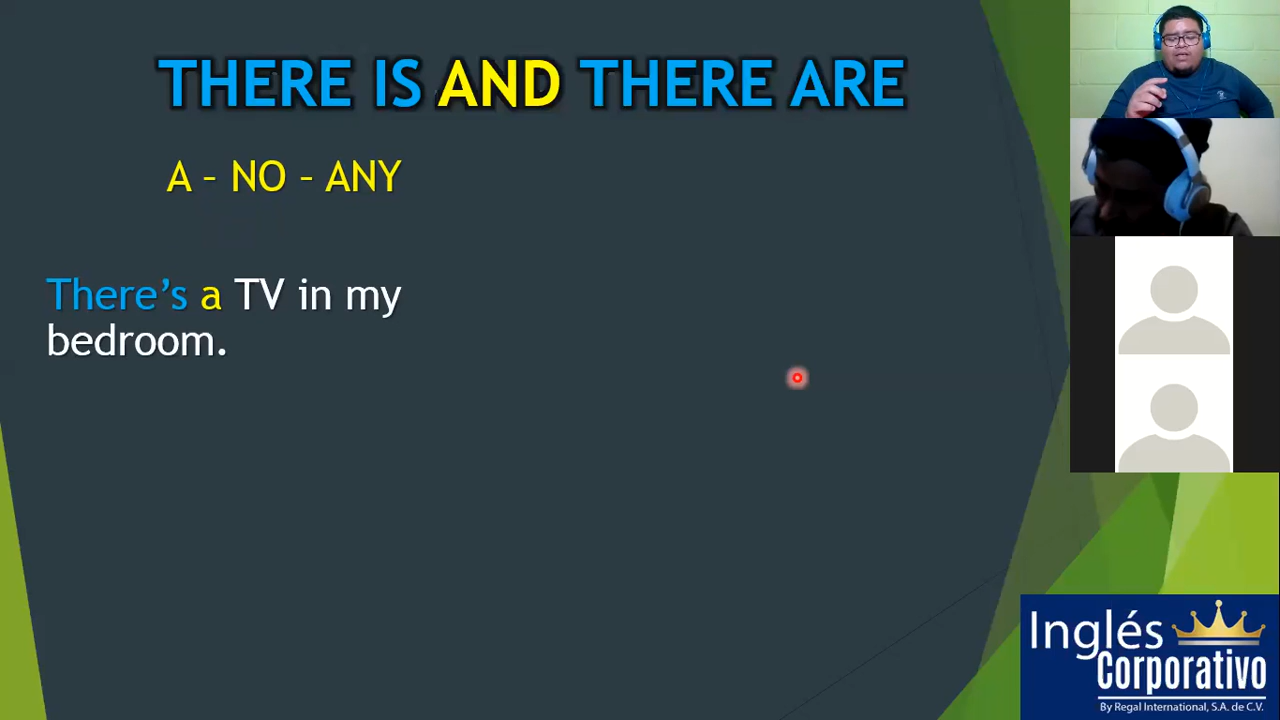 THERE IS AND THERE ARE
A – NO – ANY
There’s a TV in my
bedroom.
Inglés
Corporativo
By Regal International, S.A. de C.V.